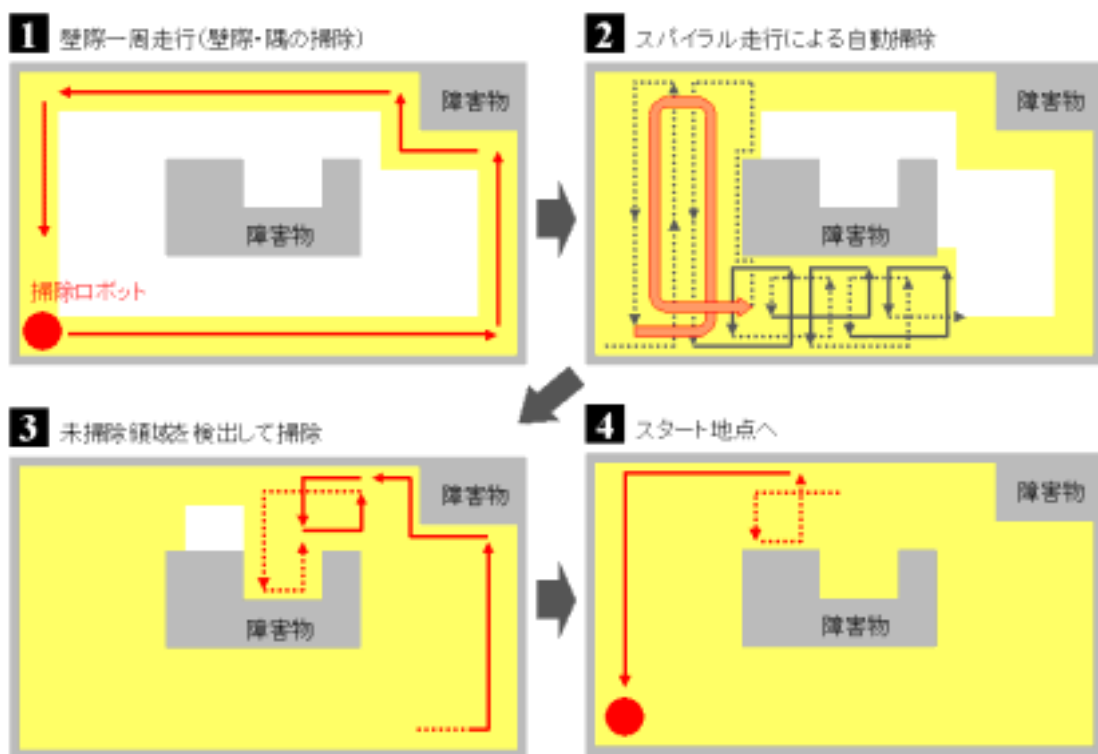 1 壁際一周走行(壁際・隅の掃除)
障害物
障害物
掃除ロボット
2 スパイラル走行による自動掃除
障害物
障害物
3 未掃除領域を検出して掃除
障害物
障害物
4 スタート地点へ
障害物
障害物